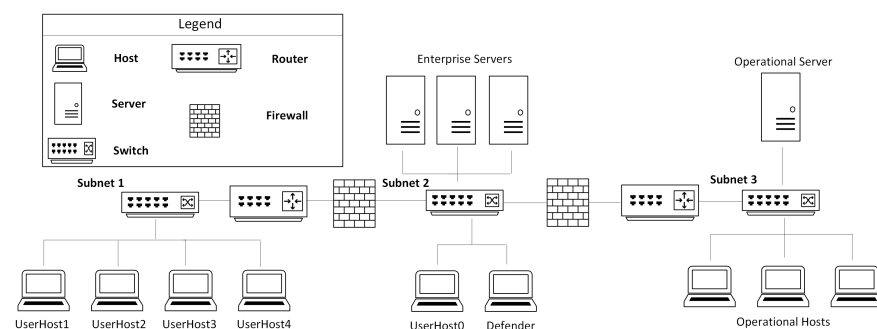 Legend
Host
Router
Server
Firewall
Switch
Enterprise Servers
Operational Server
Subnet 1
Subnet 2
Subnet 3
UserHost1
UserHost2
UserHost3
UserHost4
UserHost0
Defender
Operational Hosts